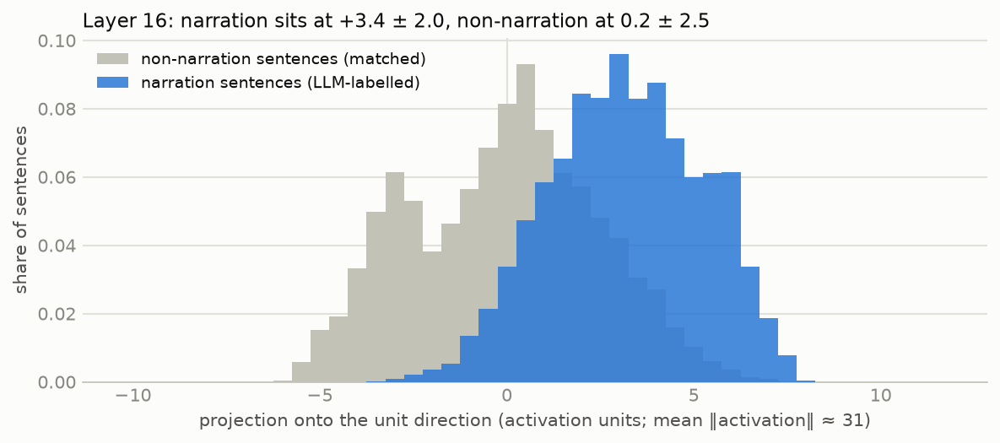 Layer 16: narration sits at +3.4 ± 2.0, non-narration at 0.2 ± 2.5
0.10
non-narration sentences (matched)
narration sentences (LLM-labelled)
0.08
0.06
0.04
0.02
0.00
share of sentences
−10
−5
0
5
10
projection onto the unit direction (activation units; mean ‖activation‖ ≈ 31)